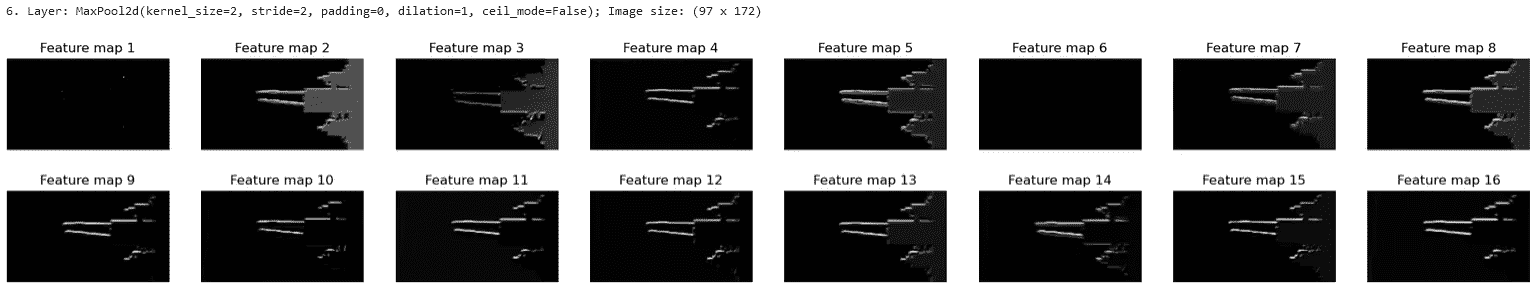 6. Layer: MaxPool2d(kernel_size=2, stride=2, padding=0, dilation=1, ceil_mode=False); Image size: (97 x 172)
Feature map 1 Feature map 2 Feature map 3 Feature map 4 Feature map 5 Feature map 6 Feature map 7 Feature map 8
Feature map 9 Feature map 10 Feature map 11 Feature map 12 Feature map 13 Feature map 14 Feature map 15 Feature map 16